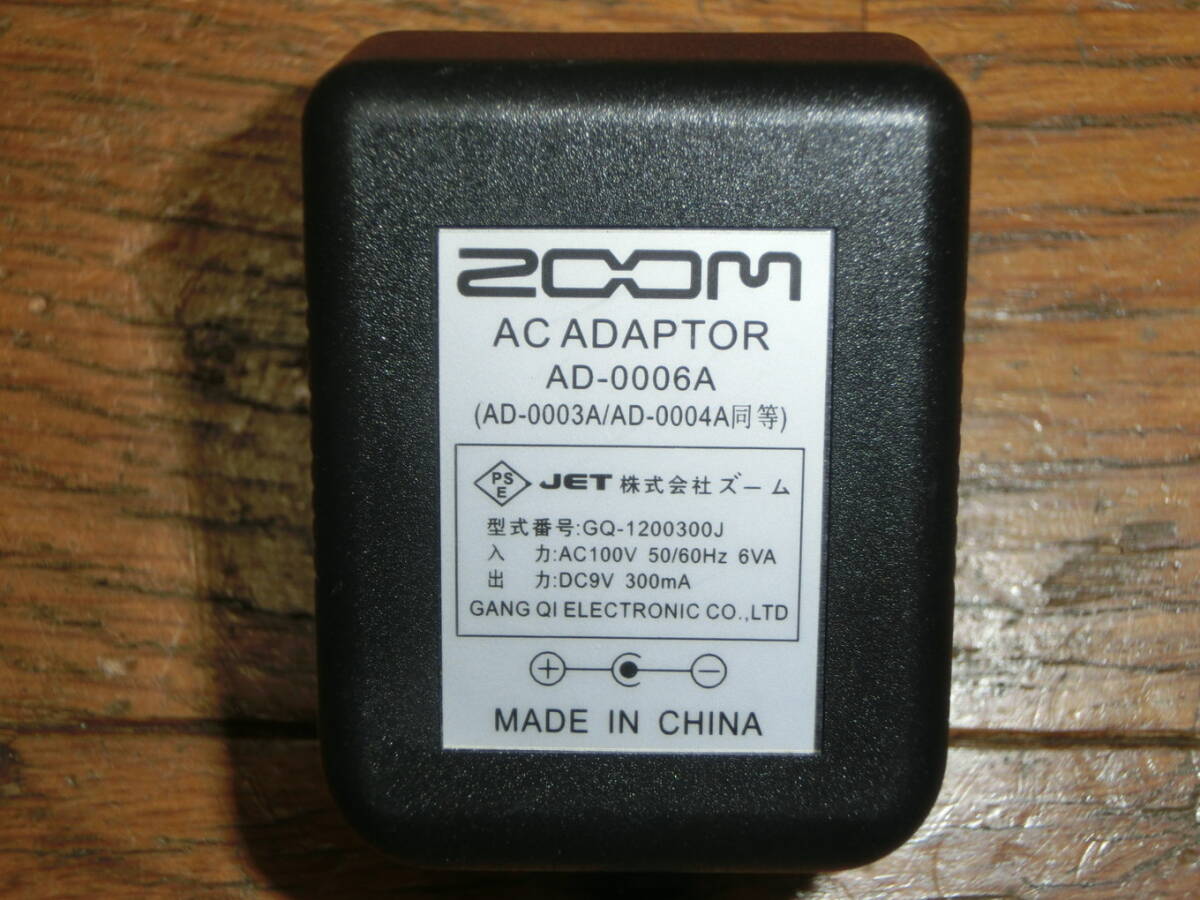 ZOOM
AC ADAPTOR
AD-0006A
(AD-0003A/AD-0004A同等)
PS E JET 株式会社ズーム
型式番号:GQ-1200300J
入 力:AC100V 50/60Hz 6VA
出 力:DC9V 300mA
GANG QI ELECTRONIC CO.,LTD
+ −
MADE IN CHINA